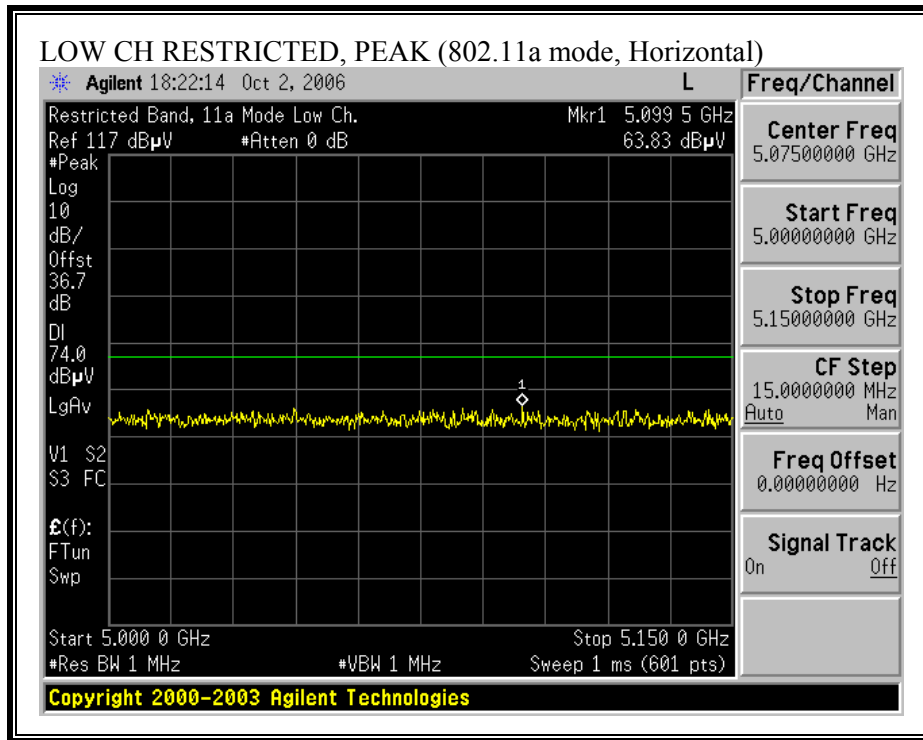 LOW CH RESTRICTED, PEAK (802.11a mode, Horizontal)
Agilent 18:22:14 Oct 2, 2006 L
Freq/Channel
Restricted Band, 11a Mode Low Ch. Mkr1 5.099 5 GHz
Ref 117 dBµV #Atten 0 dB 63.83 dBµV
#Peak
Log
10
dB/
Offst
36.7
dB
DI
74.0
dBµV
LgAv
V1 S2
S3 FC
£(f):
FTun
Swp
1
Start 5.000 0 GHz Stop 5.150 0 GHz
#Res BW 1 MHz #VBW 1 MHz Sweep 1 ms (601 pts)
Center Freq
5.07500000 GHz
Start Freq
5.00000000 GHz
Stop Freq
5.15000000 GHz
CF Step
15.0000000 MHz
Auto Man
Freq Offset
0.00000000 Hz
Signal Track
On Off
Copyright 2000-2003 Agilent Technologies